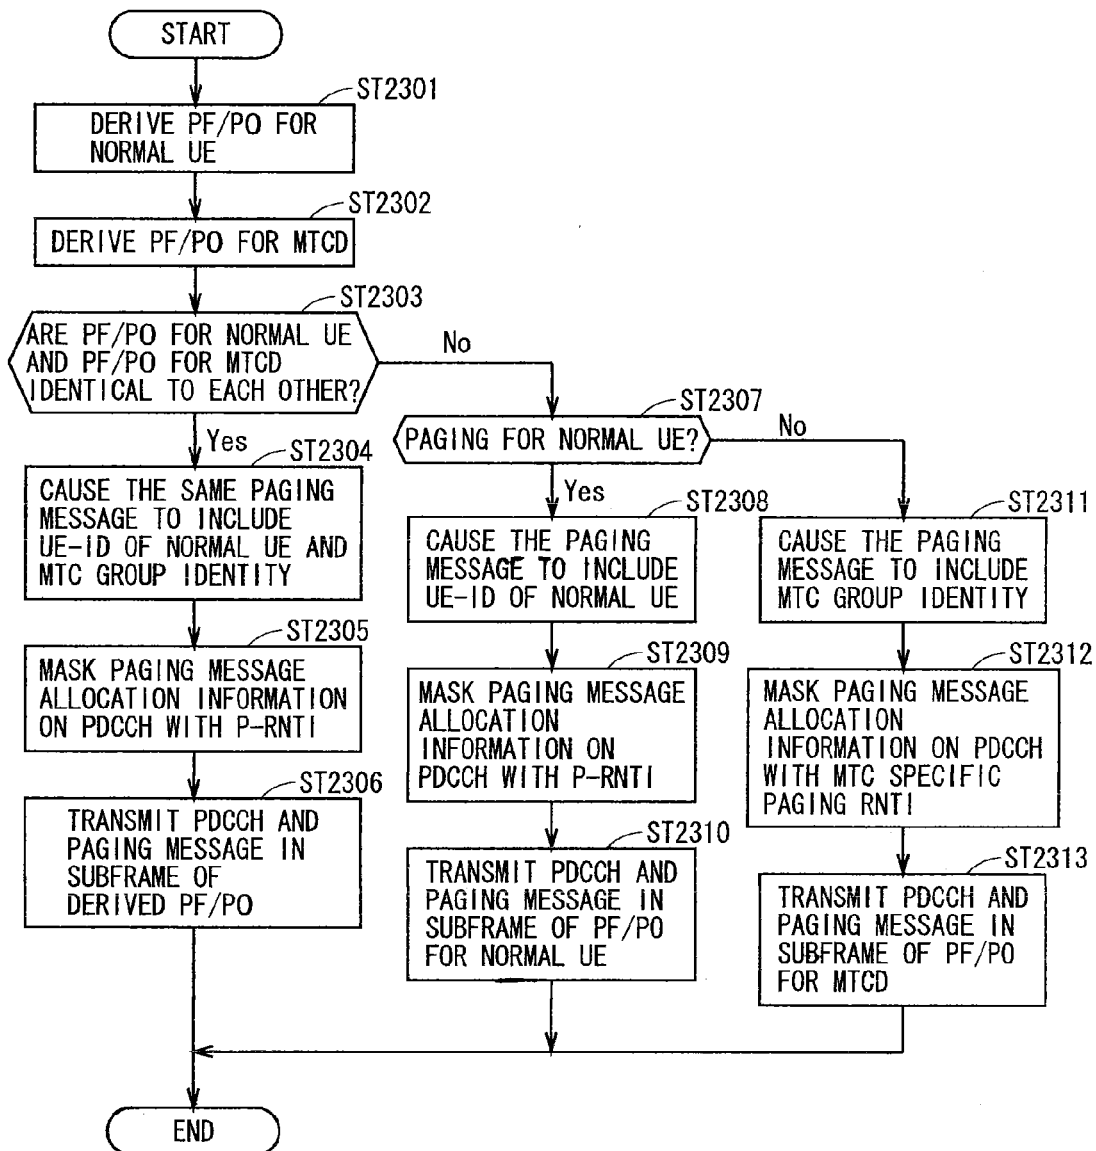 START
ST2301
DERIVE PF/PO FOR
NORMAL UE
ST2302
DERIVE PF/PO FOR MTCD
ST2303
ARE PF/PO FOR NORMAL UE
AND PF/PO FOR MTCD
IDENTICAL TO EACH OTHER?
No
Yes
ST2304
CAUSE THE SAME PAGING
MESSAGE TO INCLUDE
UE-ID OF NORMAL UE AND
MTC GROUP IDENTITY
ST2305
MASK PAGING MESSAGE
ALLOCATION INFORMATION
ON PDCCH WITH P-RNTI
ST2306
TRANSMIT PDCCH AND
PAGING MESSAGE IN
SUBFRAME OF
DERIVED PF/PO
ST2307
PAGING FOR NORMAL UE?
No
Yes
ST2308
CAUSE THE PAGING
MESSAGE TO INCLUDE
UE-ID OF NORMAL UE
ST2309
MASK PAGING MESSAGE
ALLOCATION
INFORMATION ON
PDCCH WITH P-RNTI
ST2310
TRANSMIT PDCCH AND
PAGING MESSAGE IN
SUBFRAME OF PF/PO
FOR NORMAL UE
ST2311
CAUSE THE PAGING
MESSAGE TO INCLUDE
MTC GROUP IDENTITY
ST2312
MASK PAGING MESSAGE
ALLOCATION
INFORMATION ON PDCCH
WITH MTC SPECIFIC
PAGING RNTI
ST2313
TRANSMIT PDCCH AND
PAGING MESSAGE IN
SUBFRAME OF PF/PO
FOR MTCD
END